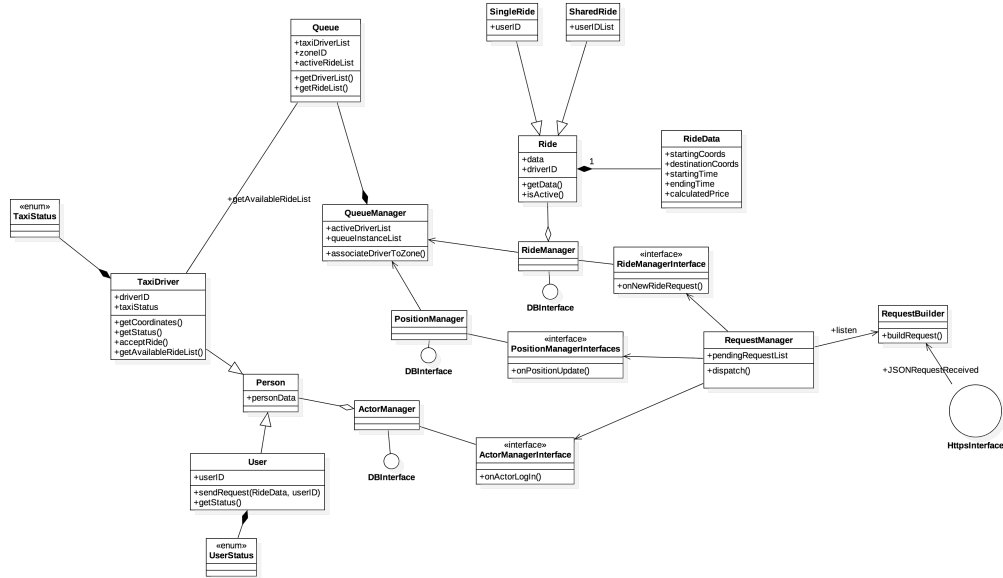 SingleRide
+userID
SharedRide
+userIDList
Queue
+taxiDriverList
+zoneID
+activeRideList
+getDriverList()
+getRideList()
Ride
+data
+driverID
+getData()
+isActive()
1
RideData
+startingCoords
+destinationCoords
+startingTime
+endingTime
+calculatedPrice
+getAvailableRideList
«enum»
TaxiStatus
QueueManager
+activeDriverList
+queueInstanceList
+associateDriverToZone()
RideManager
DBInterface
«interface»
RideManagerInterface
+onNewRideRequest()
TaxiDriver
+driverID
+taxiStatus
+getCoordinates()
+getStatus()
+acceptRide()
+getAvailableRideList()
PositionManager
DBInterface
«interface»
PositionManagerInterfaces
+onPositionUpdate()
RequestManager
+pendingRequestList
+dispatch()
+listen
RequestBuilder
+buildRequest()
+JSONRequestReceived
HttpsInterface
Person
+personData
ActorManager
DBInterface
«interface»
ActorManagerInterface
+onActorLogIn()
User
+userID
+sendRequest(RideData, userID)
+getStatus()
«enum»
UserStatus